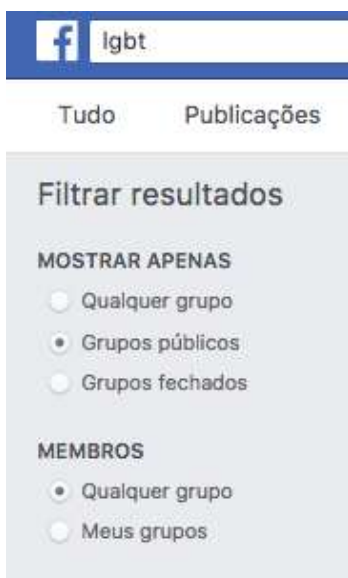 lgbt
Tudo Publicações
Filtrar resultados
MOSTRAR APENAS
Qualquer grupo
Grupos públicos
Grupos fechados
MEMBROS
Qualquer grupo
Meus grupos